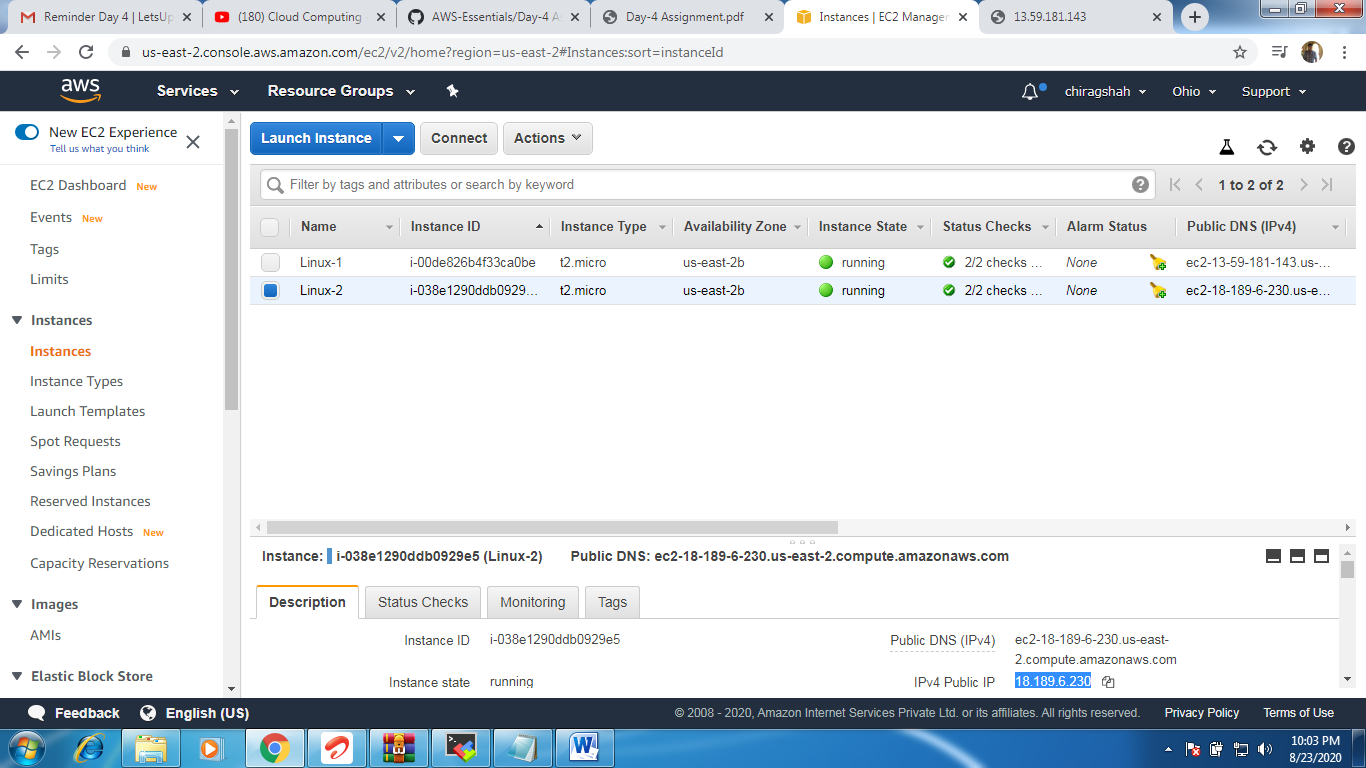 Reminder Day 4 | LetsUp
(180) Cloud Computing
AWS-Essentials/Day-4 A
Day-4 Assignment.pdf
Instances | EC2 Manager
13.59.181.143
us-east-2.console.aws.amazon.com/ec2/v2/home?region=us-east-2#Instances:sort=instanceId
aws
Services
Resource Groups
chiragshah
Ohio
Support
New EC2 Experience
Tell us what you think
EC2 Dashboard New
Events New
Tags
Limits
Instances
Instances
Instance Types
Launch Templates
Spot Requests
Savings Plans
Reserved Instances
Dedicated Hosts New
Capacity Reservations
Images
AMIs
Elastic Block Store
Launch Instance
Connect
Actions
Filter by tags and attributes or search by keyword
1 to 2 of 2
Name Instance ID Instance Type Availability Zone Instance State Status Checks Alarm Status Public DNS (IPv4)
Linux-1 i-00de826b4f33ca0be t2.micro us-east-2b running 2/2 checks ... None ec2-13-59-181-143.us-...
Linux-2 i-038e1290ddb0929... t2.micro us-east-2b running 2/2 checks ... None ec2-18-189-6-230.us-e...
Instance: i-038e1290ddb0929e5 (Linux-2) Public DNS: ec2-18-189-6-230.us-east-2.compute.amazonaws.com
Description
Status Checks
Monitoring
Tags
Instance ID i-038e1290ddb0929e5
Public DNS (IPv4) ec2-18-189-6-230.us-east-
2.compute.amazonaws.com
Instance state running
IPv4 Public IP 18.189.6.230
Feedback
English (US)
© 2008 - 2020, Amazon Internet Services Private Ltd. or its affiliates. All rights reserved.
Privacy Policy
Terms of Use
10:03 PM
8/23/2020